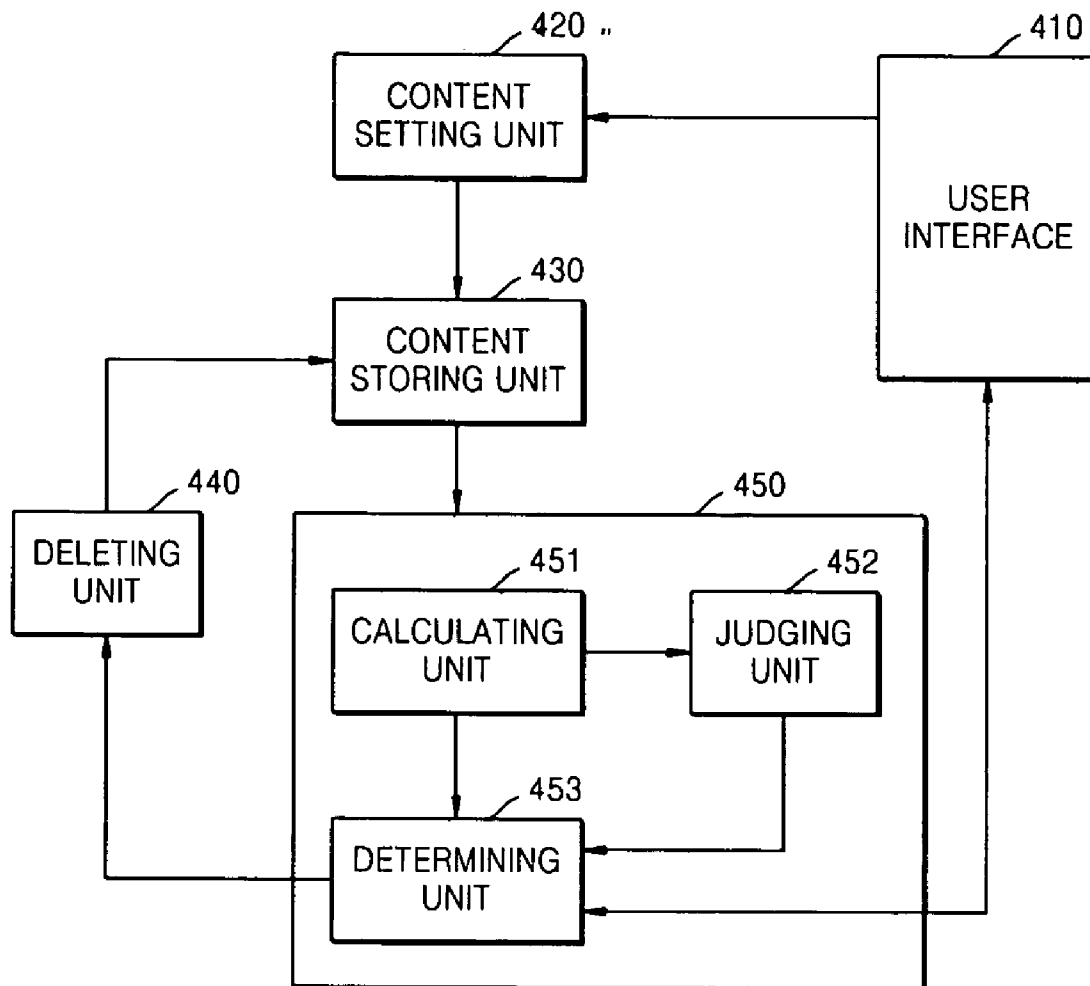 420 "
410
CONTENT
SETTING UNIT
USER
INTERFACE
430
CONTENT
STORING UNIT
440
450
DELETING
UNIT
451
452
CALCULATING
UNIT
JUDGING
UNIT
453
DETERMINING
UNIT